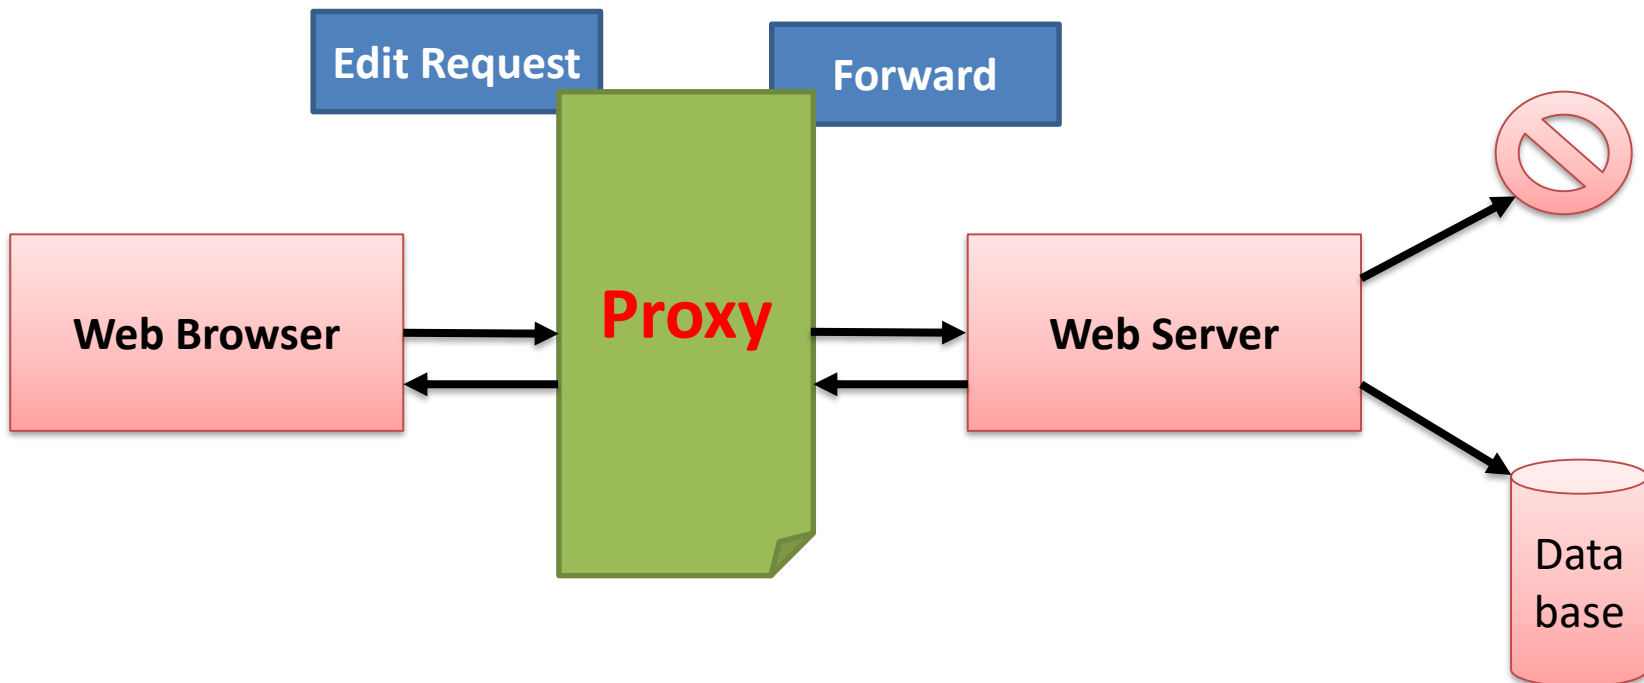 Edit Request
Forward
Proxy
Web Browser
Web Server
Data
base